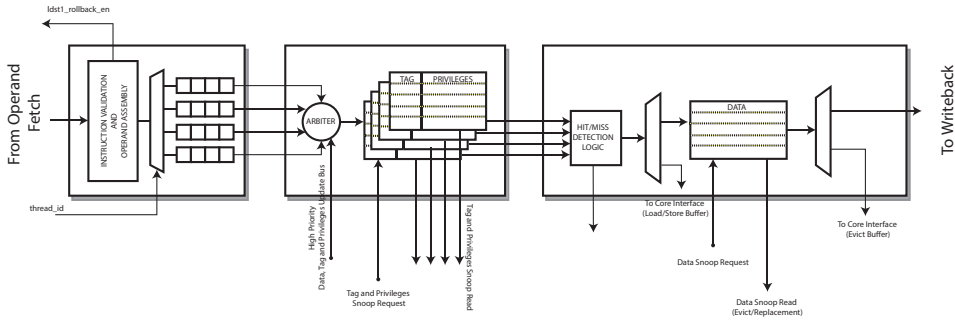 ldst1_rollback_en
From Operand
Fetch
INSTRUCTION VALIDATION
AND
OPERAND ASSEMBLY
thread_id
ARBITER
High Priority
Data, Tag and Privileges Update Bus
TAG
PRIVILEGES
Tag and Privileges
Snoop Request
Tag and Privileges Snoop Read
HIT/MISS
DETECTION
LOGIC
To Core Interface
(Load/Store Buffer)
DATA
Data Snoop Request
Data Snoop Read
(Evict/Replacement)
To Core Interface
(Evict Buffer)
To Writeback